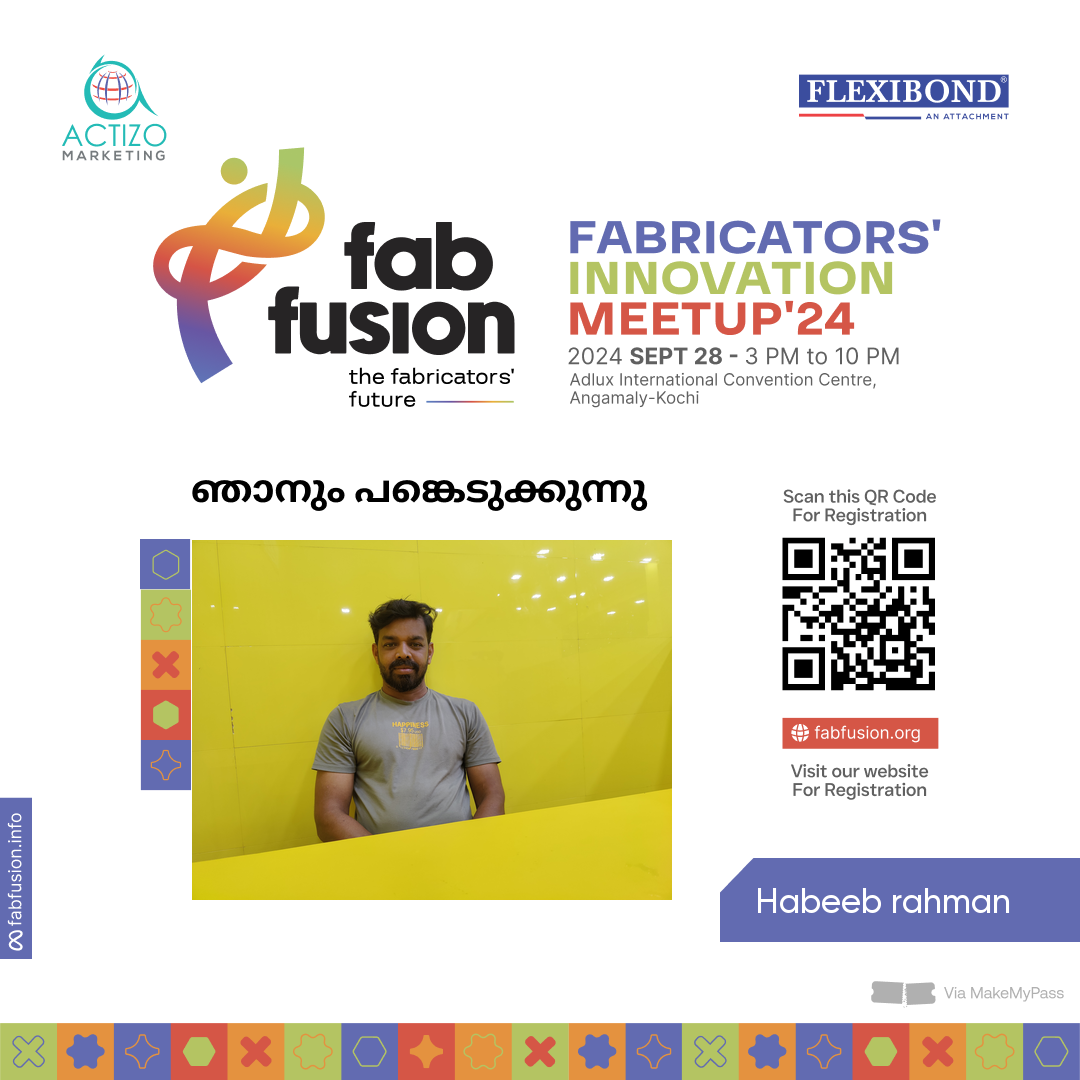 ACTIZO
MARKETING
FLEXIBOND®
AN ATTACHMENT
fab
fusion
the fabricators'
future
FABRICATORS'
INNOVATION
MEETUP'24
2024 SEPT 28 - 3 PM to 10 PM
Adlux International Convention Centre,
Angamaly-Kochi
ഞാനും പങ്കെടുക്കുന്നു
HAPPINESS
Scan this QR Code
For Registration
fabfusion.org
Visit our website
For Registration
fabfusion.info
Habeeb rahman
Via MakeMyPass